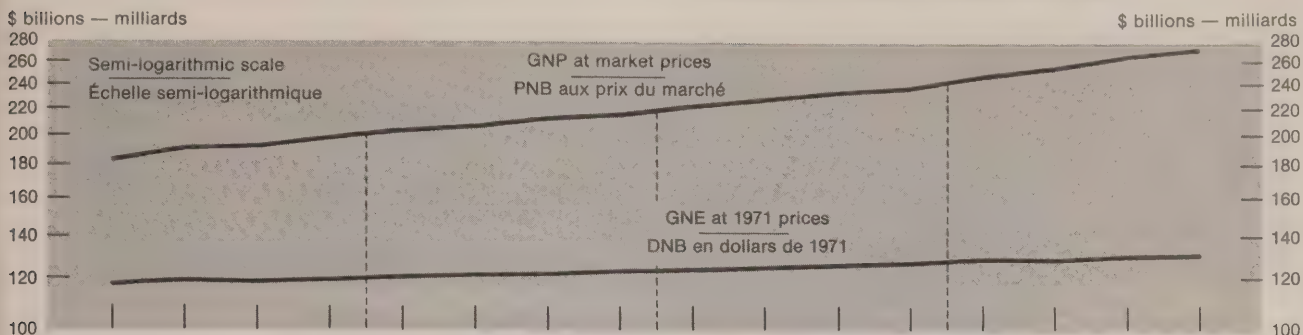 $ billions — milliards
$ billions — milliards
280
280
Semi-logarithmic scale
Échelle semi-logarithmique
GNP at market prices
PNB aux prix du marché
260
260
240
240
220
220
200
200
180
180
160
160
GNE at 1971 prices
DNB en dollars de 1971
140
140
120
120
100
100